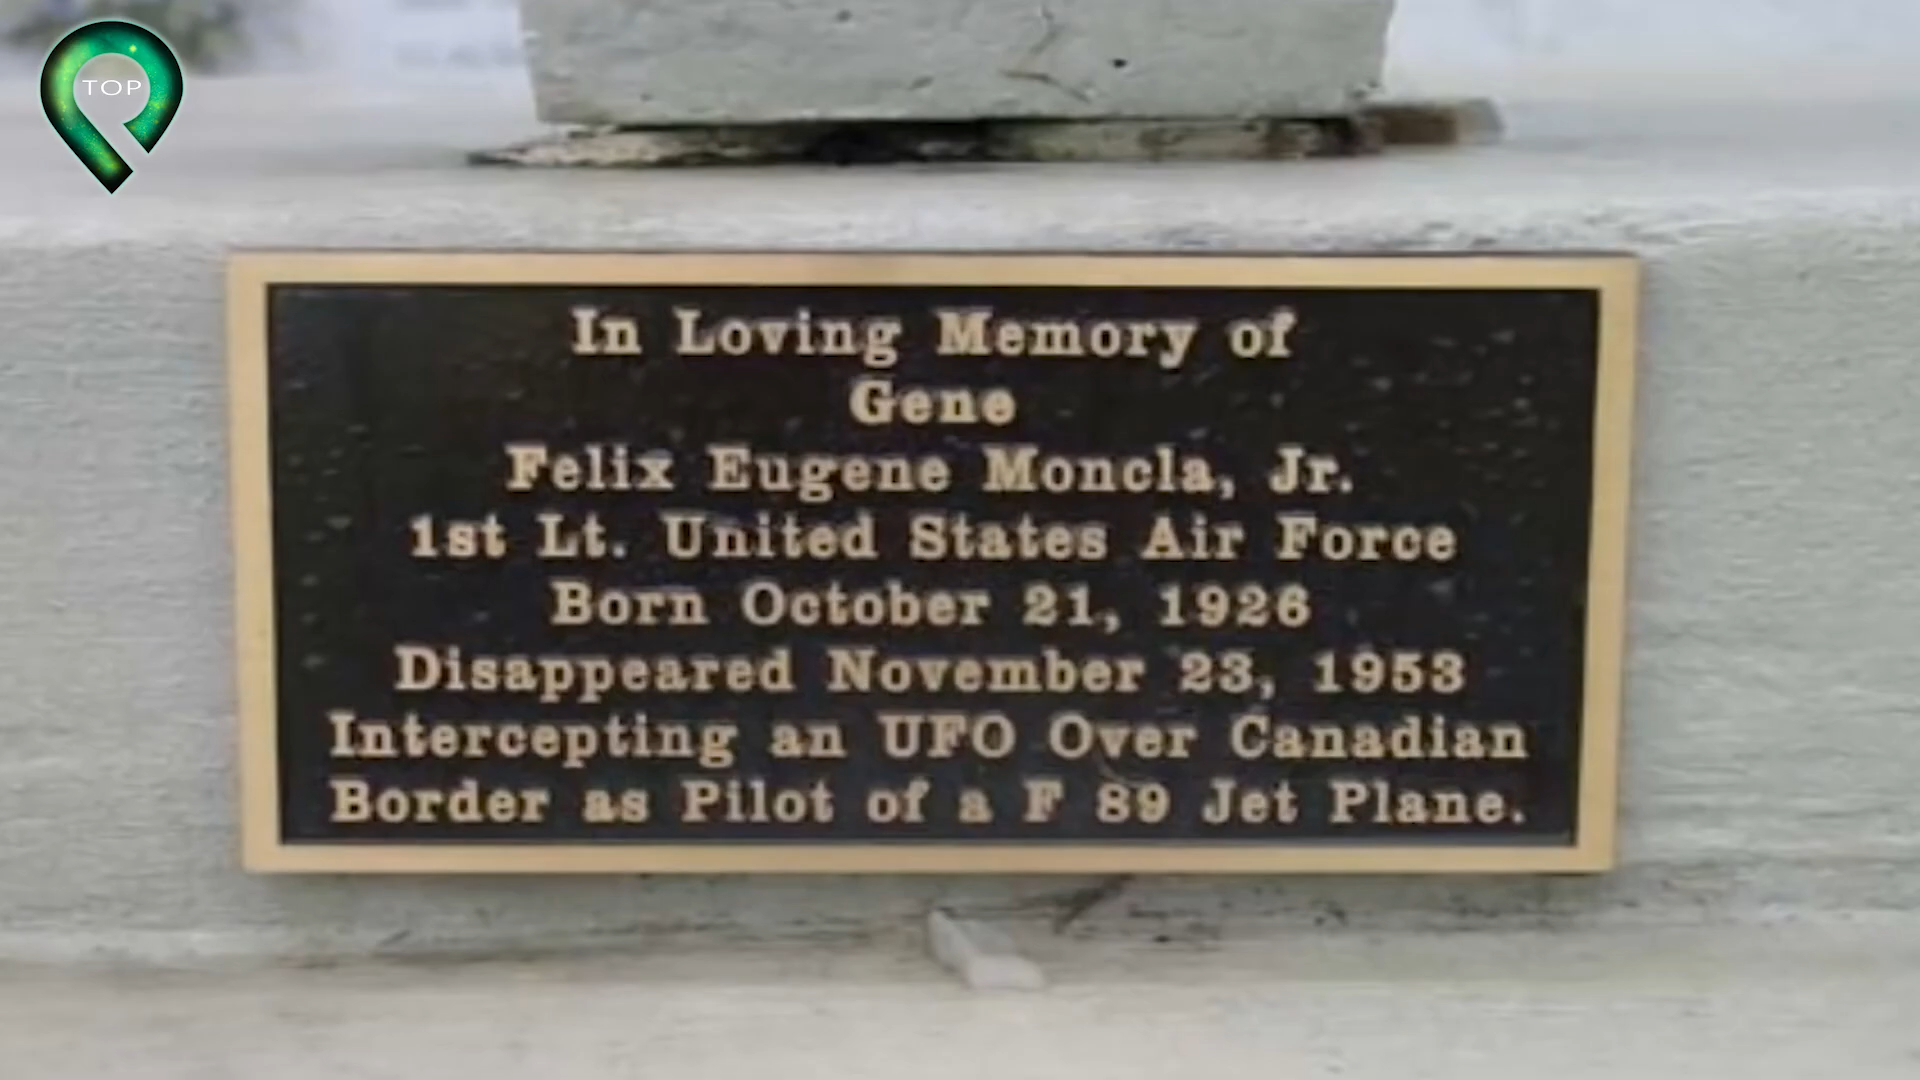 TOP
In Loving Memory of
Gene
Felix Eugene Moncla, Jr.
1st Lt. United States Air Force
Born October 21, 1926
Disappeared November 23, 1953
Intercepting an UFO Over Canadian
Border as Pilot of a F 89 Jet Plane.